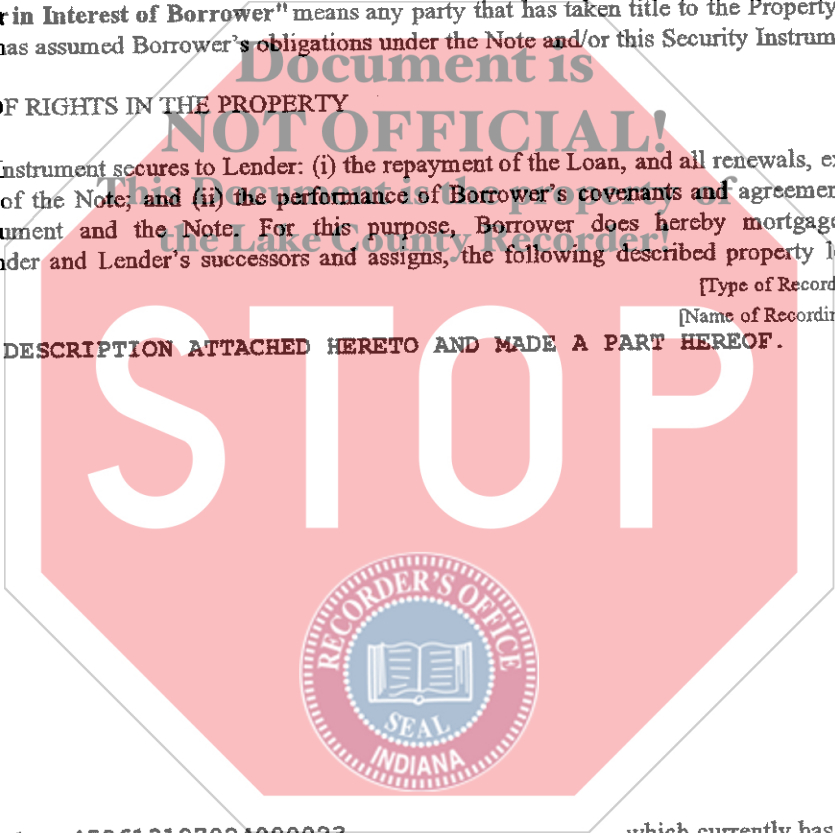 in Interest of Borrower" means any party that has taken title to the Property
has assumed Borrower's obligations under the Note and/or this Security Instrum
Document is
OF RIGHTS IN THE PROPERTY
NOT OFFICIAL!
Instrument secures to Lender: (i) the repayment of the Loan, and all renewals, e
This Document is the property of
of the Note; and (ii) the performance of Borrower's covenants and agreemen
ument and the Note. For this purpose, Borrower does hereby mortgage
the Lake County Recorder!
nder and Lender's successors and assigns, the following described property l
[Type of Record
[Name of Recordin
DESCRIPTION ATTACHED HERETO AND MADE A PART HEREOF.
STOP
RECORDER'S OFFICE
SEAL
INDIANA
which currently has